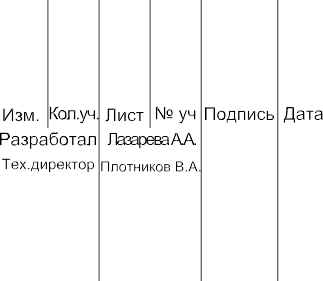 Изм. Кол.уч. Лист № уч Подпись Дата
Разработал Лазарева А.А.
Тех.директор Плотников В.А.